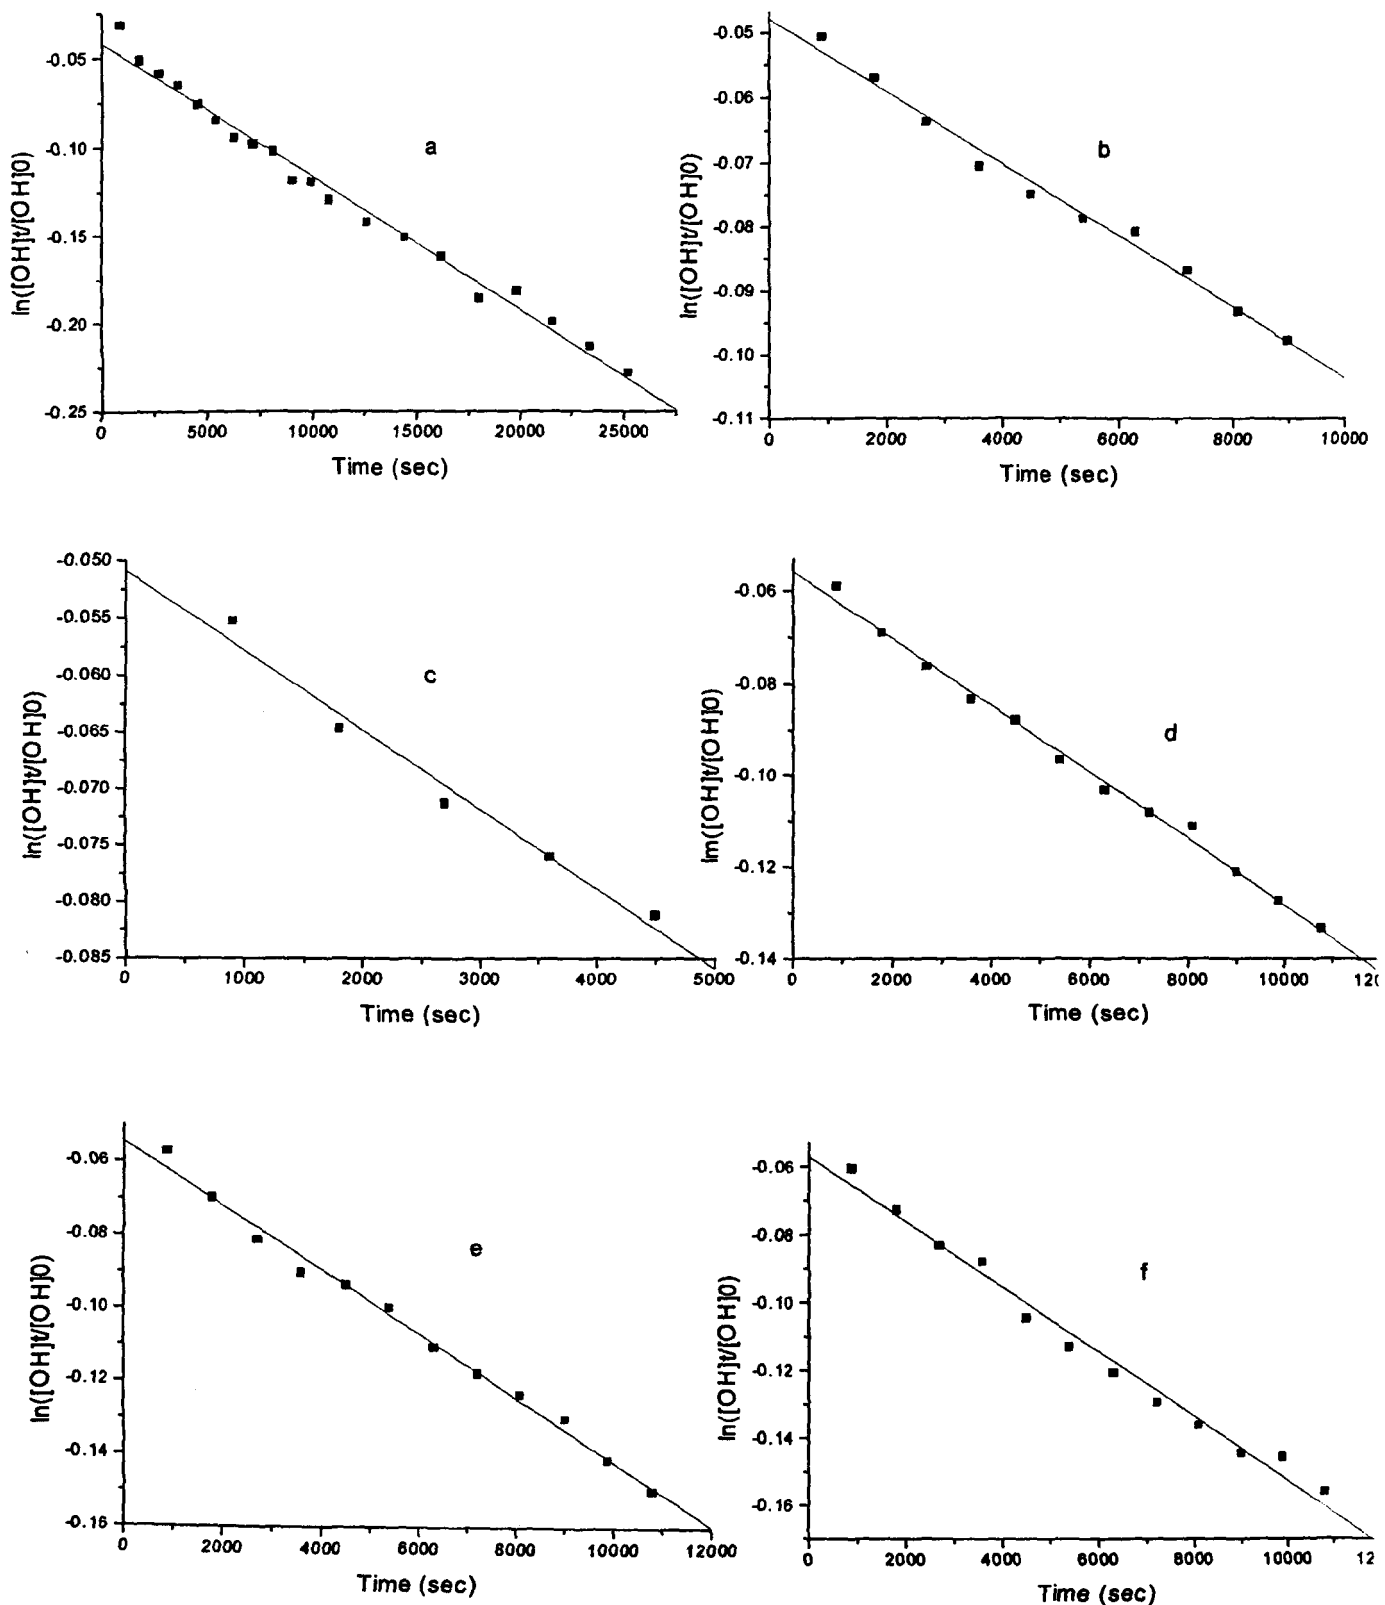 -0.05
-0.10
-0.15
-0.20
-0.25
ln([OH]t/[OH]0)
a
0 5000 10000 15000 20000 25000
Time (sec)
-0.05
-0.06
-0.07
-0.08
-0.09
-0.10
-0.11
ln([OH]t/[OH]0)
b
0 2000 4000 6000 8000 10000
Time (sec)
-0.050
-0.055
-0.060
-0.065
-0.070
-0.075
-0.080
-0.085
ln([OH]t/[OH]0)
c
0 1000 2000 3000 4000 5000
Time (sec)
-0.06
-0.08
-0.10
-0.12
-0.14
lm([OH]t/[OH]0)
d
0 2000 4000 6000 8000 10000
Time (sec)
-0.06
-0.08
-0.10
-0.12
-0.14
-0.16
ln([OH]t/[OH]0)
e
0 2000 4000 6000 8000 10000 12000
Time (sec)
-0.06
-0.08
-0.10
-0.12
-0.14
-0.16
ln([OH]t/[OH]0)
f
0 2000 4000 6000 8000 10000 12
Time (sec)